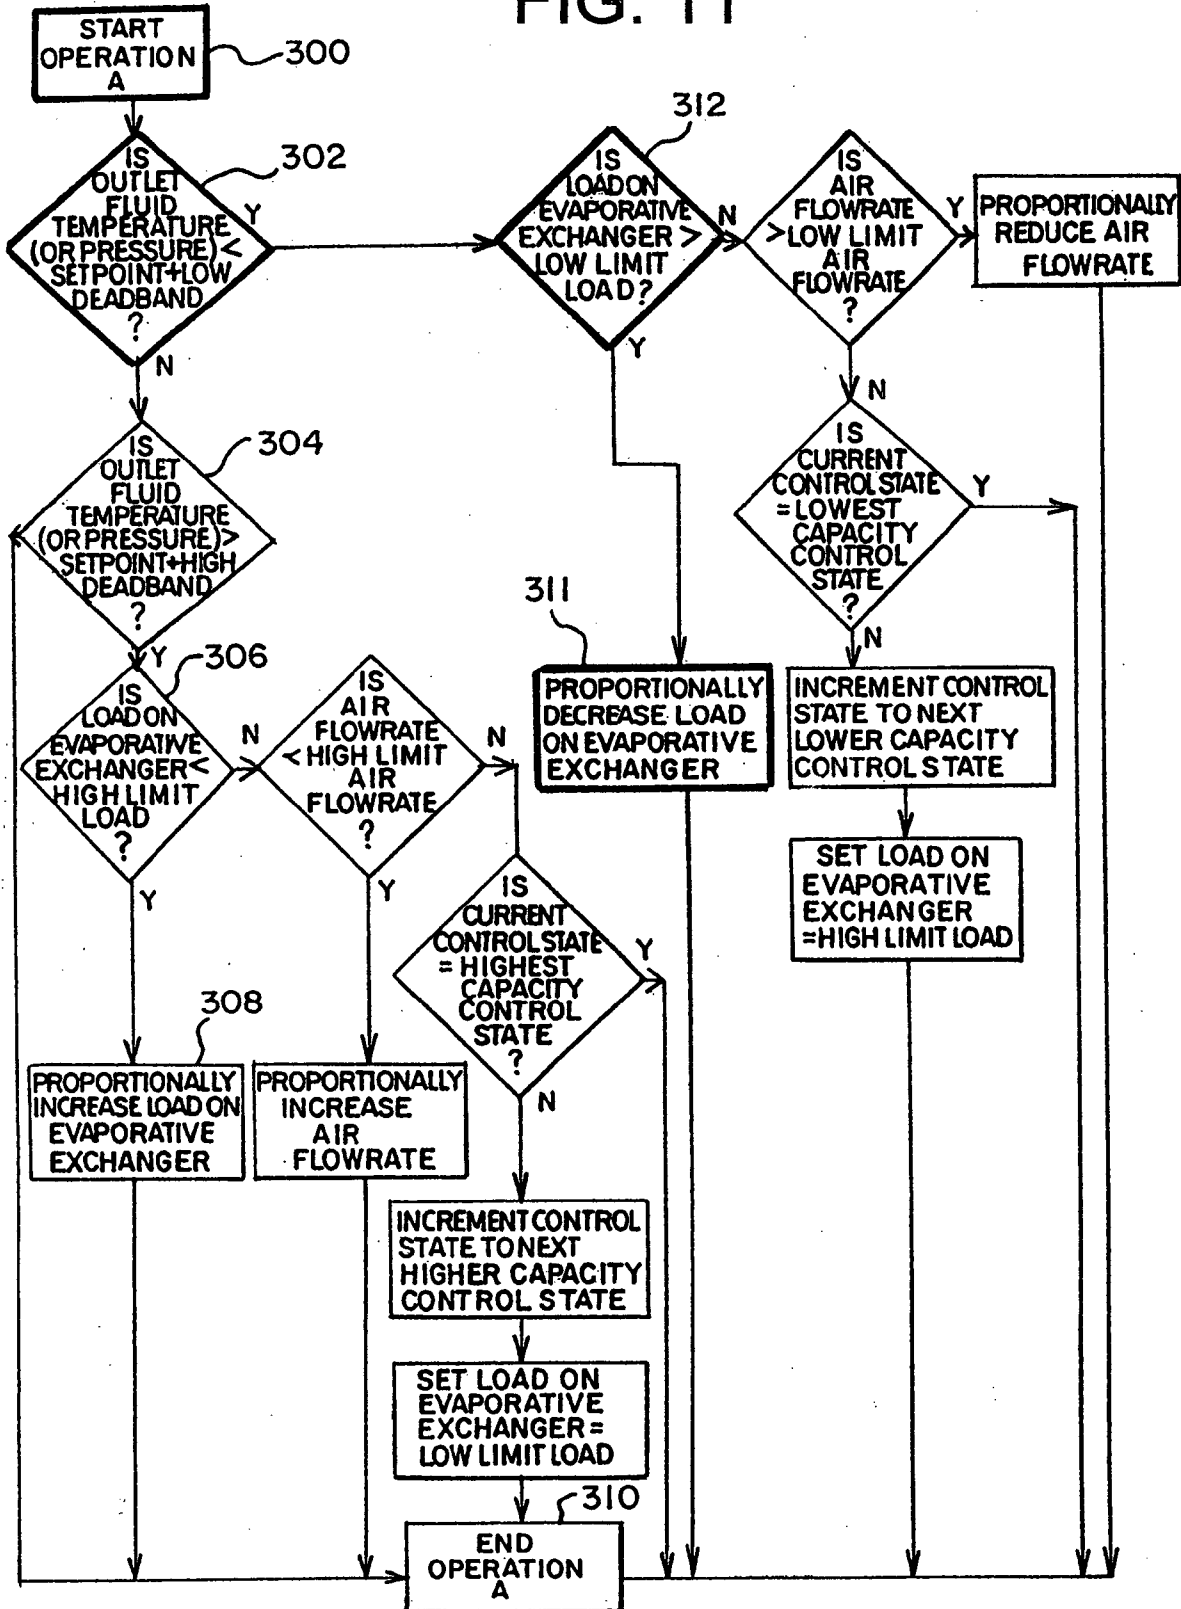 FIG. 11
START
OPERATION
A
300
IS
OUTLET
FLUID
TEMPERATURE
(OR PRESSURE) <
SETPOINT+LOW
DEADBAND
?
302
Y
N
312
IS
LOAD ON
EVAPORATIVE
EXCHANGER >
LOW LIMIT
LOAD?
N
Y
IS
AIR
FLOWRATE
>LOW LIMIT
AIR
FLOWRATE
?
Y
N
PROPORTIONALLY
REDUCE AIR
FLOWRATE
IS
CURRENT
CONTROL STATE
=LOWEST
CAPACITY
CONTROL
STATE
?
Y
N
IS
OUTLET
FLUID
TEMPERATURE
(OR PRESSURE)>
SETPOINT+HIGH
DEADBAND
?
304
Y
311
PROPORTIONALLY
DECREASE LOAD
ON EVAPORATIVE
EXCHANGER
INCREMENT CONTROL
STATE TO NEXT
LOWER CAPACITY
CONTROL STATE
SET LOAD ON
EVAPORATIVE
EXCHANGER
=HIGH LIMIT LOAD
306
IS
LOAD ON
EVAPORATIVE
EXCHANGER<
HIGH LIMIT
LOAD
?
N
Y
IS
AIR
FLOWRATE
<HIGH LIMIT
AIR
FLOWRATE
?
N
Y
IS
CURRENT
CONTROL STATE
= HIGHEST
CAPACITY
CONTROL
STATE
?
Y
N
308
PROPORTIONALLY
INCREASE LOAD ON
EVAPORATIVE
EXCHANGER
PROPORTIONALLY
INCREASE
AIR
FLOWRATE
INCREMENT CONTROL
STATE TO NEXT
HIGHER CAPACITY
CONTROL STATE
SET LOAD ON
EVAPORATIVE
EXCHANGER=
LOW LIMIT LOAD
310
END
OPERATION
A